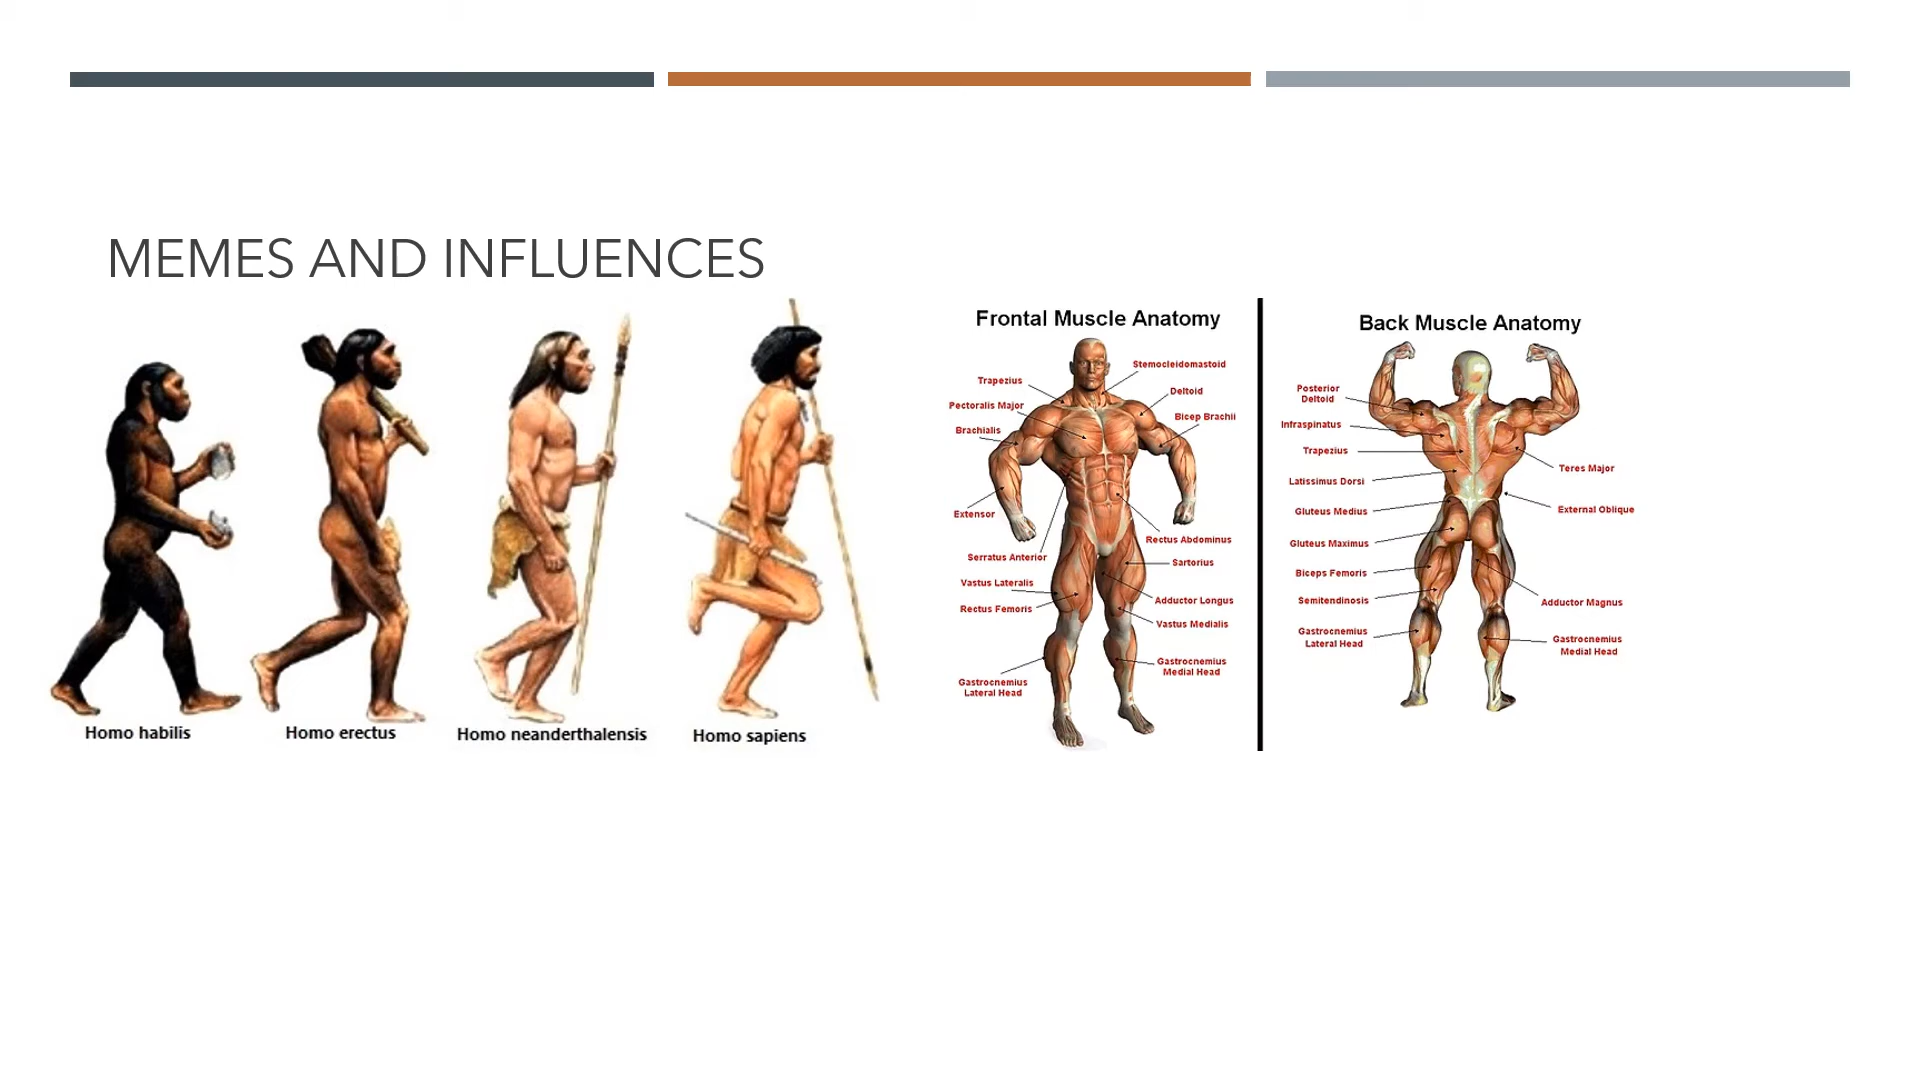 MEMES AND INFLUENCES
Homo habilis
Homo erectus
Homo neanderthalensis
Homo sapiens
Frontal Muscle Anatomy
Stemocleidomastoid
Trapezius
Deltoid
Pectoralis Major
Bicep Brachii
Brachialis
Extensor
Rectus Abdominus
Serratus Anterior
Sartorius
Vastus Lateralis
Adductor Longus
Rectus Femoris
Vastus Medialis
Gastrocnemius
Medial Head
Gastrocnemius
Lateral Head
Back Muscle Anatomy
Posterior
Deltoid
Infraspinatus
Trapezius
Teres Major
Latissimus Dorsi
Gluteus Medius
External Oblique
Gluteus Maximus
Biceps Femoris
Semitendinosis
Adductor Magnus
Gastrocnemius
Lateral Head
Gastrocnemius
Medial Head